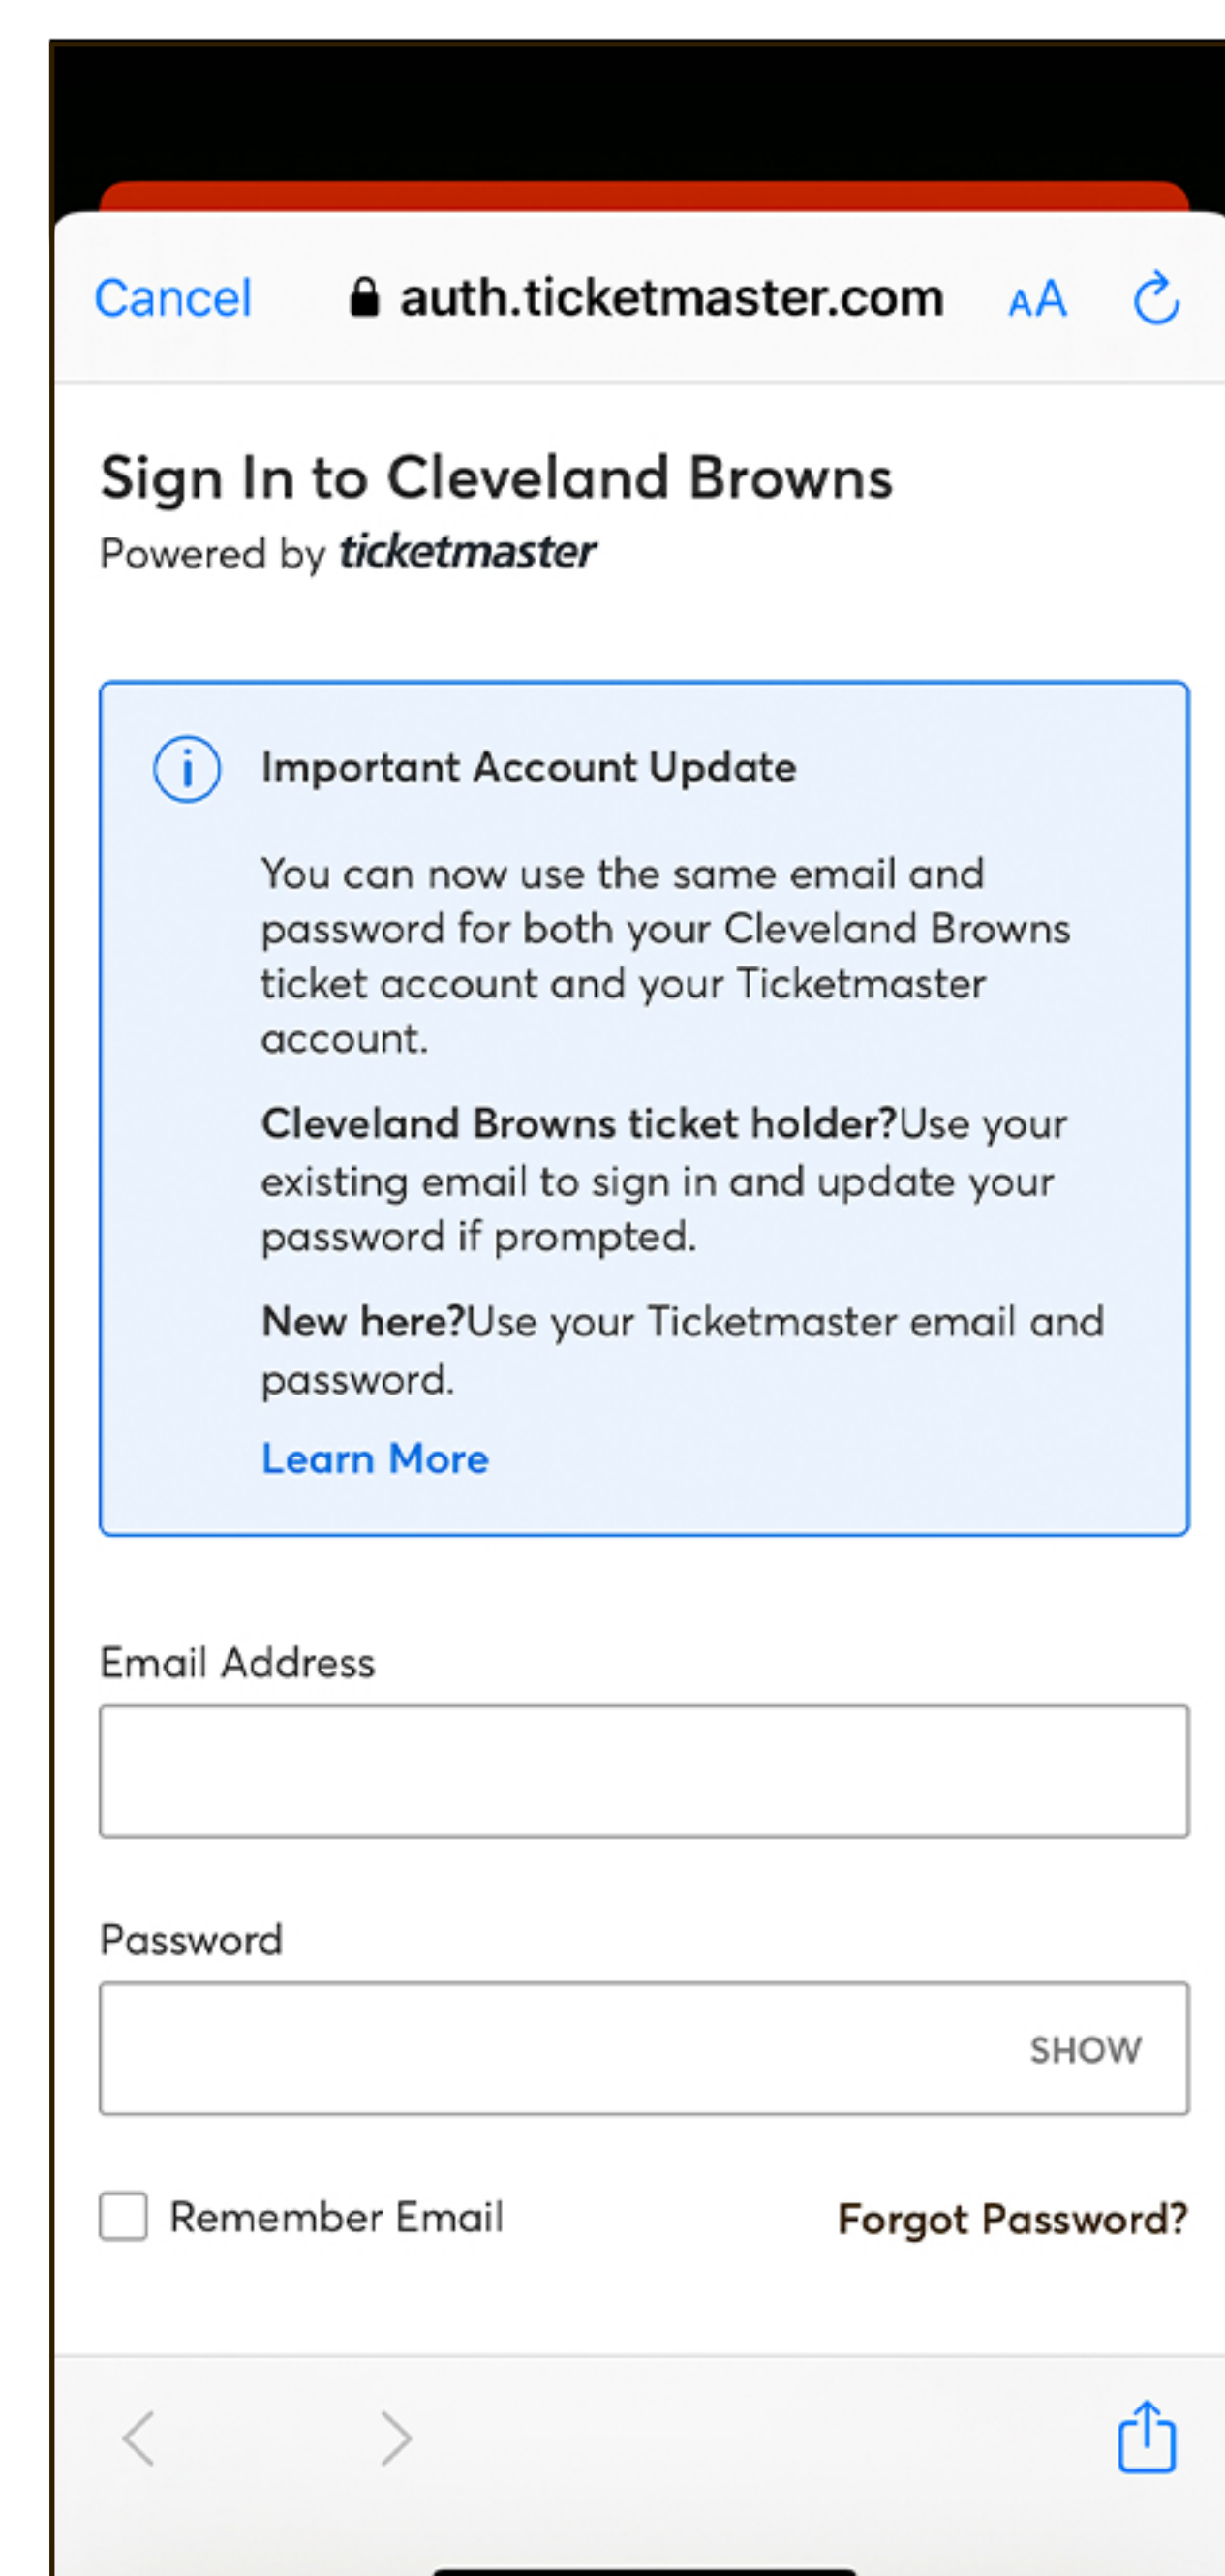 Cancel auth.ticketmaster.com AA
Sign In to Cleveland Browns
Powered by ticketmaster
Important Account Update
You can now use the same email and
password for both your Cleveland Browns
ticket account and your Ticketmaster
account.
Cleveland Browns ticket holder?Use your
existing email to sign in and update your
password if prompted.
New here?Use your Ticketmaster email and
password.
Learn More
Email Address
Password
SHOW
Remember Email Forgot Password?